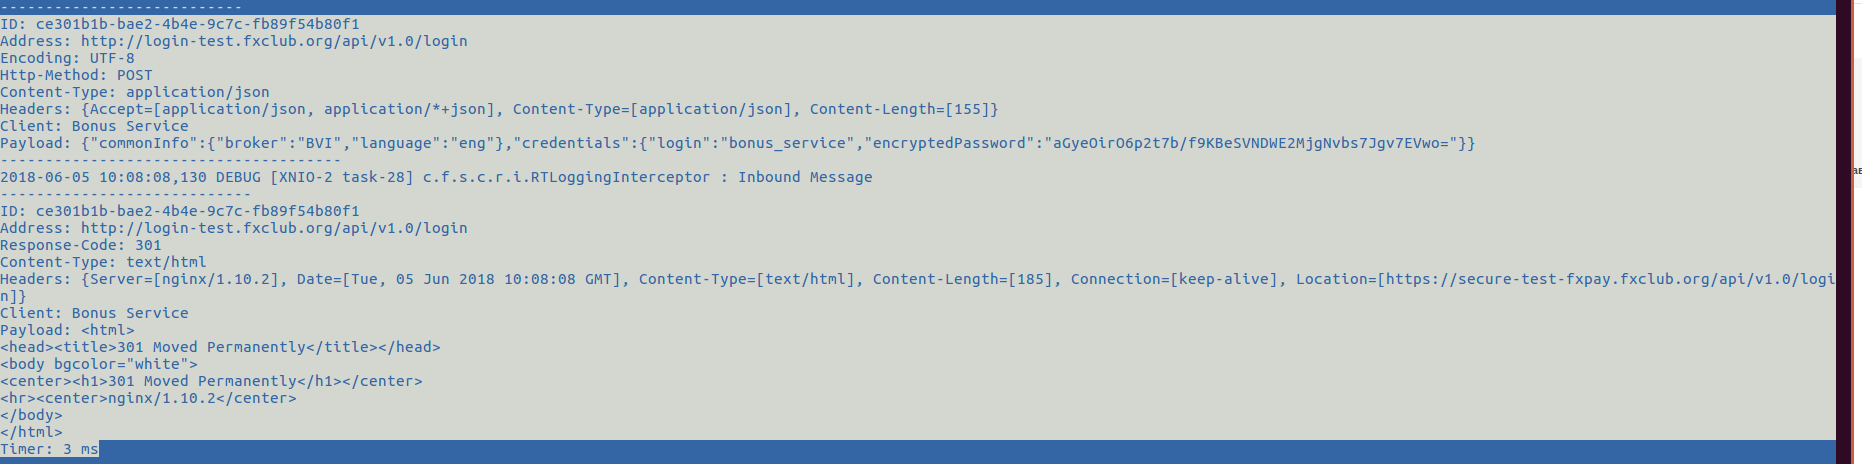 ---------------------------
ID: ce301b1b-bae2-4b4e-9c7c-fb89f54b80f1
Address: http://login-test.fxclub.org/api/v1.0/login
Encoding: UTF-8
Http-Method: POST
Content-Type: application/json
Headers: {Accept=[application/json, application/*+json], Content-Type=[application/json], Content-Length=[155]}
Client: Bonus Service
Payload: {"commonInfo":{"broker":"BVI","language":"eng"},"credentials":{"login":"bonus_service","encryptedPassword":"aGyeOirO6p2t7b/f9KBeSVNDWE2MjgNvbs7Jgv7EVwo="}}
--------------------------------------
2018-06-05 10:08:08,130 DEBUG [XNIO-2 task-28] c.f.s.c.r.i.RTLoggingInterceptor : Inbound Message
----------------------------
ID: ce301b1b-bae2-4b4e-9c7c-fb89f54b80f1
Address: http://login-test.fxclub.org/api/v1.0/login
Response-Code: 301
Content-Type: text/html
Headers: {Server=[nginx/1.10.2], Date=[Tue, 05 Jun 2018 10:08:08 GMT], Content-Type=[text/html], Content-Length=[185], Connection=[keep-alive], Location=[https://secure-test-fxpay.fxclub.org/api/v1.0/logi
n]}
Client: Bonus Service
Payload: <html>
<head><title>301 Moved Permanently</title></head>
<body bgcolor="white">
<center><h1>301 Moved Permanently</h1></center>
<hr><center>nginx/1.10.2</center>
</body>
</html>
Timer: 3 ms